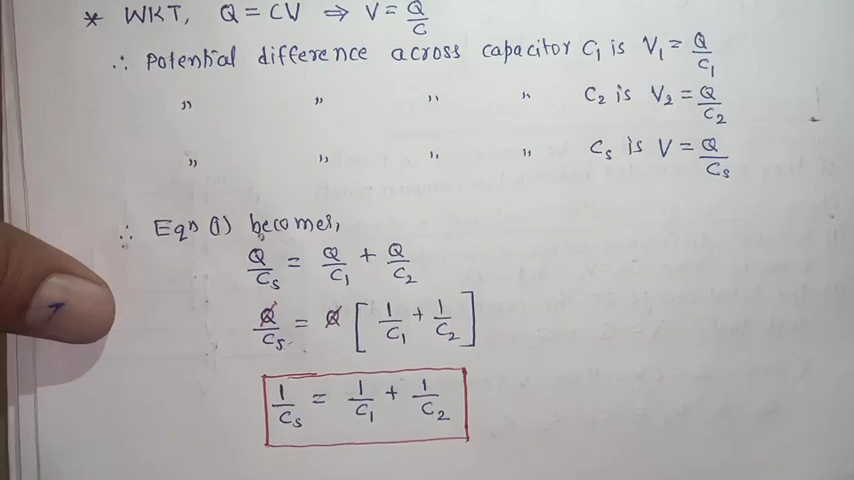 * WKT, Q = CV ⇒ V = Q/C
∴ Potential difference across capacitor C₁ is V₁ = Q/C₁
” ” ” ” C₂ is V₂ = Q/C₂
” ” ” ” Cₛ is V = Q/Cₛ
∴ Eqn (1) becomes,
Q/Cₛ = Q/C₁ + Q/C₂
Q/Cₛ = Q [ 1/C₁ + 1/C₂ ]
1/Cₛ = 1/C₁ + 1/C₂